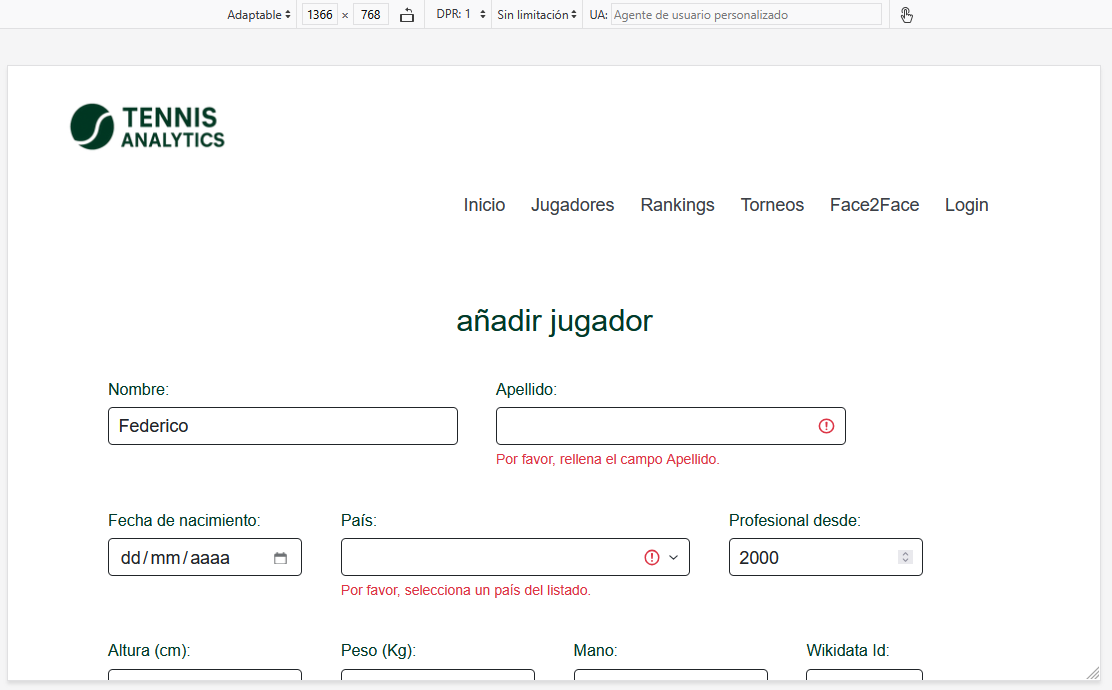 Adaptable 1366 × 768 DPR: 1 Sin limitación UA: Agente de usuario personalizado
TENNIS
ANALYTICS
Inicio Jugadores Rankings Torneos Face2Face Login
añadir jugador
Nombre: Apellido:
Federico
Por favor, rellena el campo Apellido.
Fecha de nacimiento: País: Profesional desde:
dd/mm/aaaa 2000
Por favor, selecciona un país del listado.
Altura (cm): Peso (Kg): Mano: Wikidata Id: